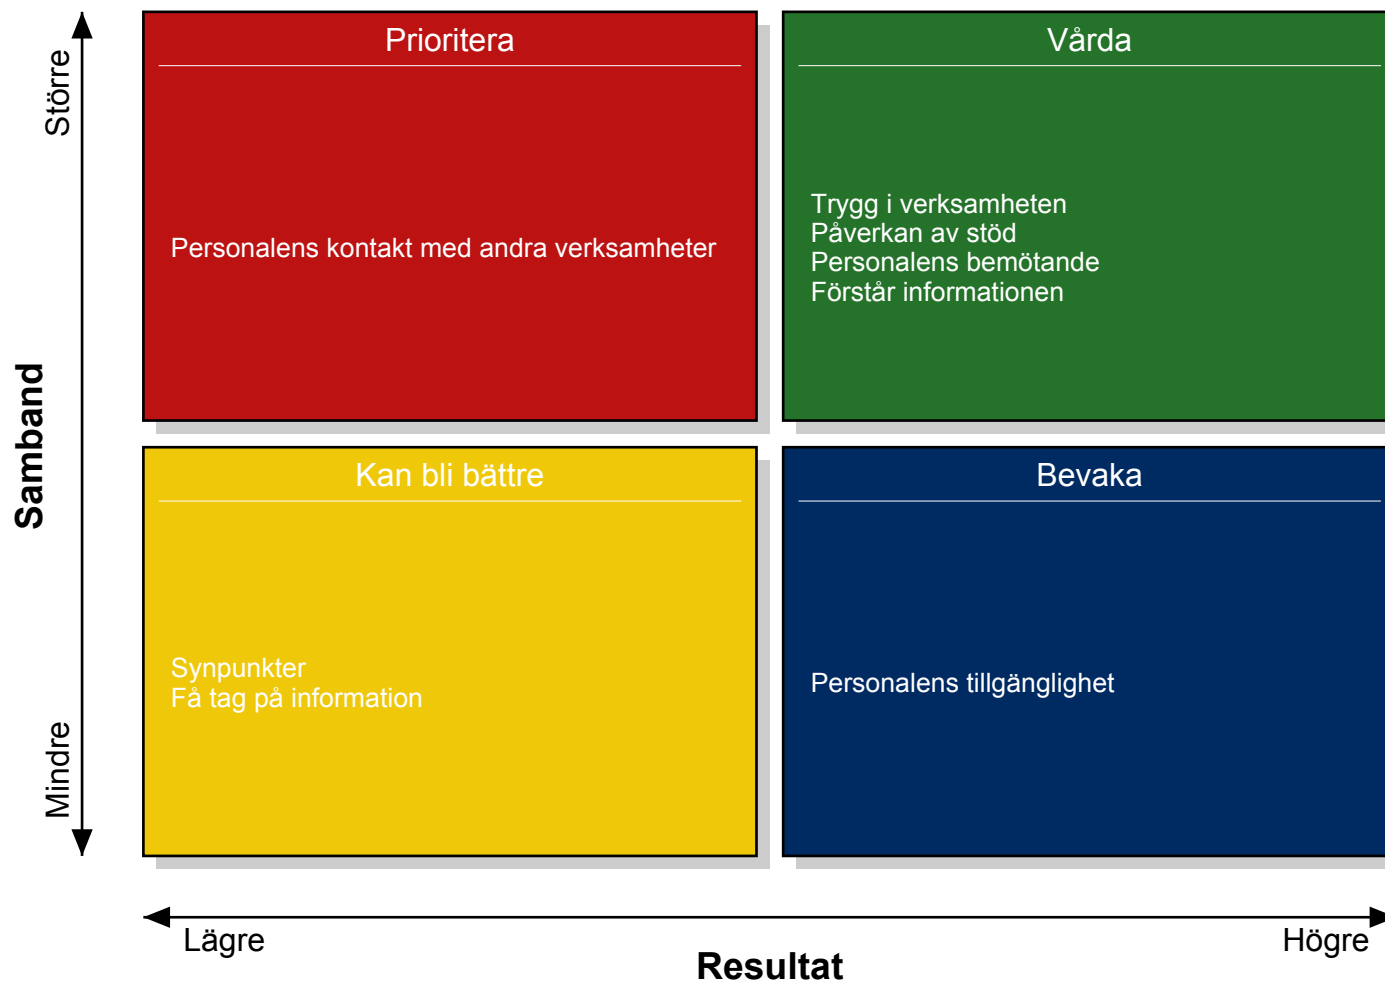 Större
Mindre
Samband
Prioritera
Personalens kontakt med andra verksamheter
Vårda
Trygg i verksamheten
Påverkan av stöd
Personalens bemötande
Förstår informationen
Kan bli bättre
Synpunkter
Få tag på information
Bevaka
Personalens tillgänglighet
Lägre
Högre
Resultat